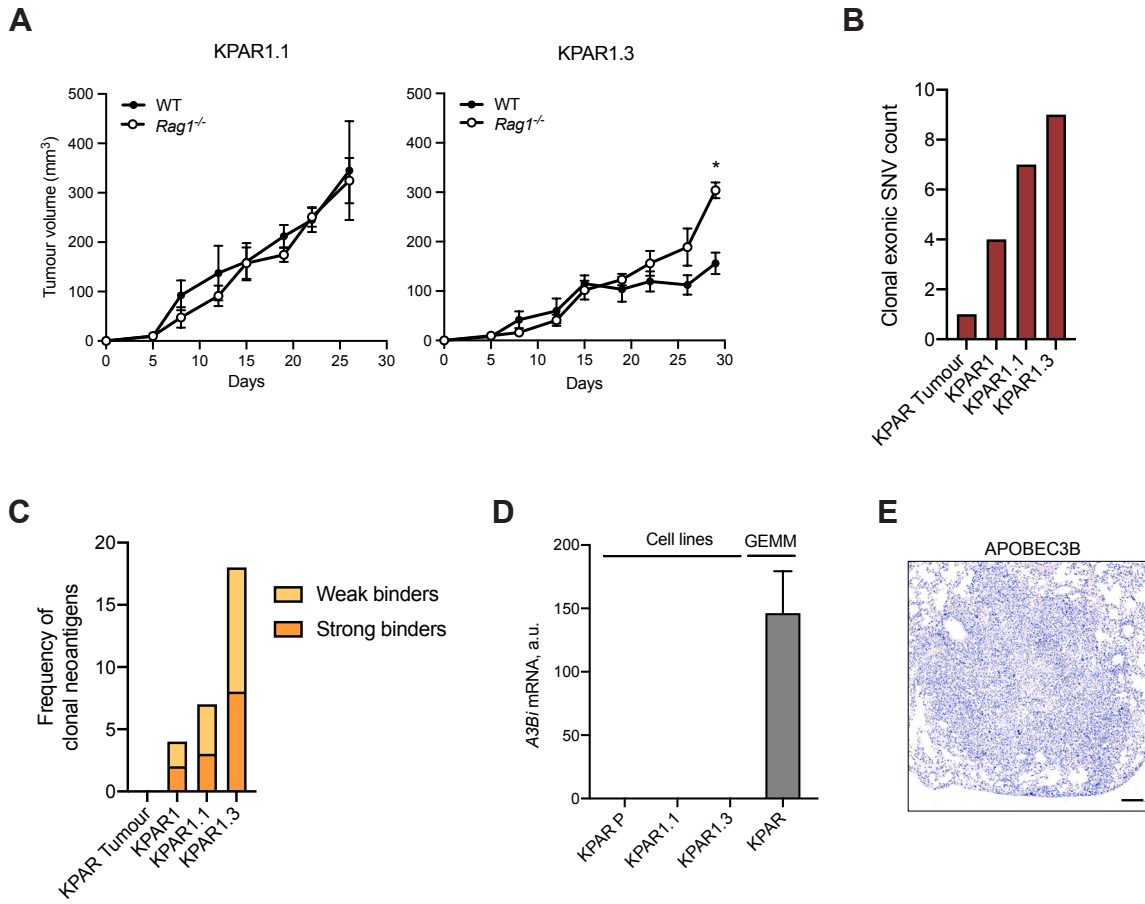 A
KPAR1.1
WT
Rag1-/-
Tumour volume (mm3)
500
400
300
200
100
0
0 5 10 15 20 25 30
Days
KPAR1.3
WT
Rag1-/-
500
400
300
200
100
0
*
0 5 10 15 20 25 30
Days
B
Clonal exonic SNV count
10
8
6
4
2
0
KPAR Tumour
KPAR1
KPAR1.1
KPAR1.3
C
Frequency of
clonal neoantigens
20
15
10
5
0
Weak binders
Strong binders
KPAR Tumour
KPAR1
KPAR1.1
KPAR1.3
D
Cell lines
GEMM
A3Bi mRNA, a.u.
200
150
100
50
0
KPAR P
KPAR1.1
KPAR1.3
KPAR
E
APOBEC3B